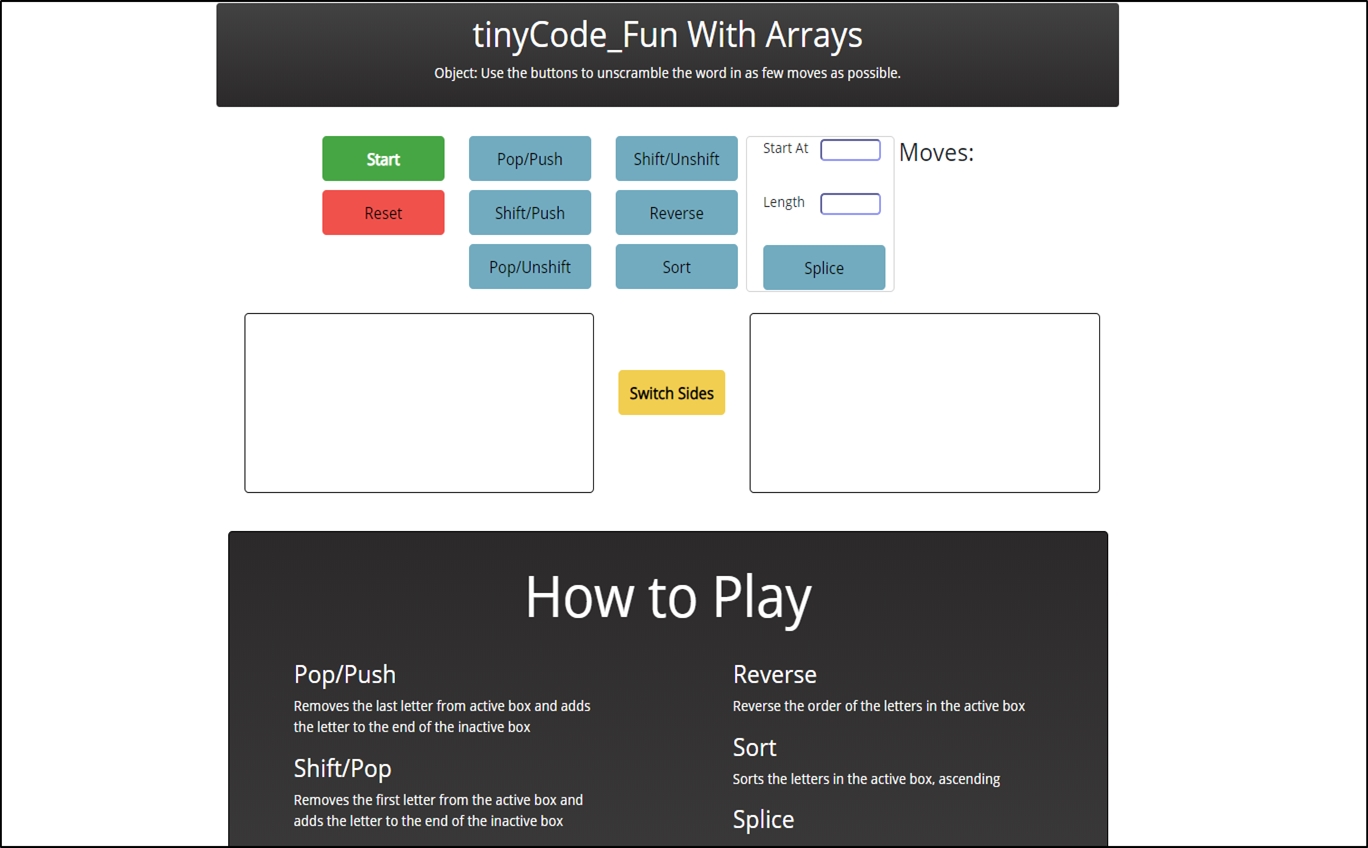 tinyCode_Fun With Arrays
Object: Use the buttons to unscramble the word in as few moves as possible.
Start
Pop/Push
Shift/Unshift
Start At
Moves:
Reset
Shift/Push
Reverse
Length
Pop/Unshift
Sort
Splice
Switch Sides
How to Play
Pop/Push
Removes the last letter from active box and adds
the letter to the end of the inactive box
Shift/Pop
Removes the first letter from the active box and
adds the letter to the end of the inactive box
Reverse
Reverse the order of the letters in the active box
Sort
Sorts the letters in the active box, ascending
Splice